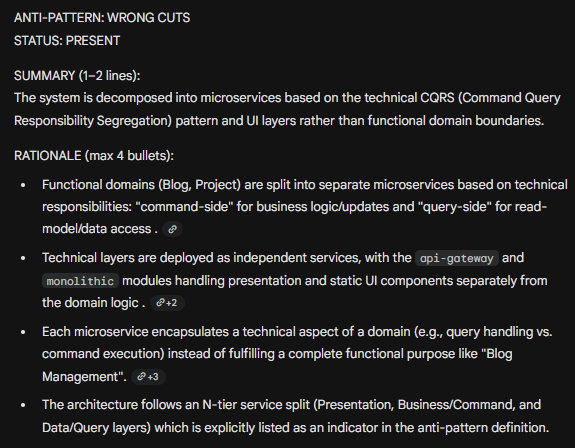 ANTI-PATTERN: WRONG CUTS
STATUS: PRESENT
SUMMARY (1–2 lines):
The system is decomposed into microservices based on the technical CQRS (Command Query
Responsibility Segregation) pattern and UI layers rather than functional domain boundaries.
RATIONALE (max 4 bullets):
• Functional domains (Blog, Project) are split into separate microservices based on technical
responsibilities: "command-side" for business logic/updates and "query-side" for read-
model/data access .
• Technical layers are deployed as independent services, with the api-gateway and
monolithic modules handling presentation and static UI components separately from
the domain logic . +2
• Each microservice encapsulates a technical aspect of a domain (e.g., query handling vs.
command execution) instead of fulfilling a complete functional purpose like "Blog
Management". +3
• The architecture follows an N-tier service split (Presentation, Business/Command, and
Data/Query layers) which is explicitly listed as an indicator in the anti-pattern definition.